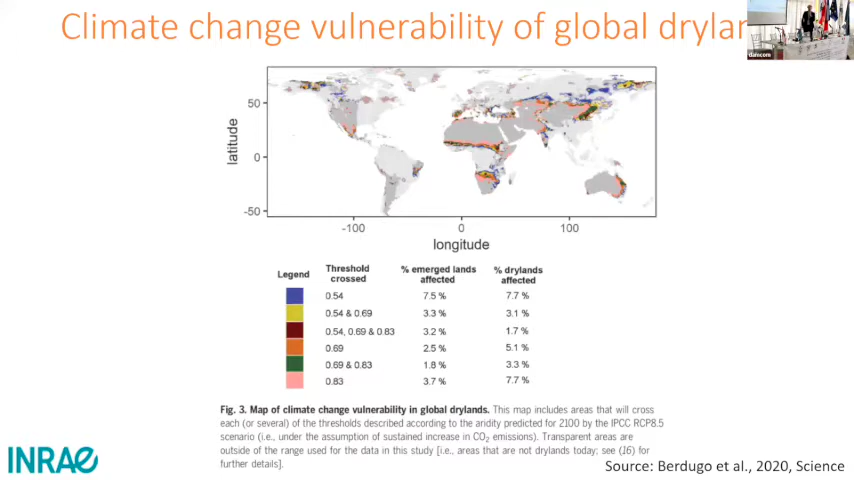 Climate change vulnerability of global dryland
damcom
50
0
-50
latitude
-100
0
100
longitude
Legend
Threshold crossed
% emerged lands affected
% drylands affected
0.54
7.5 %
7.7 %
0.54 & 0.69
3.3 %
3.1 %
0.54, 0.69 & 0.83
3.2 %
1.7 %
0.69
2.5 %
5.1 %
0.69 & 0.83
1.8 %
3.3 %
0.83
3.7 %
7.7 %
Fig. 3. Map of climate change vulnerability in global drylands. This map includes areas that will cross
each (or several) of the thresholds described according to the aridity predicted for 2100 by the IPCC RCP8.5
scenario (i.e., under the assumption of sustained increase in CO2 emissions). Transparent areas are
outside of the range used for the data in this study [i.e., areas that are not drylands today; see (16) for
further details].
INRAE
Source: Berdugo et al., 2020, Science